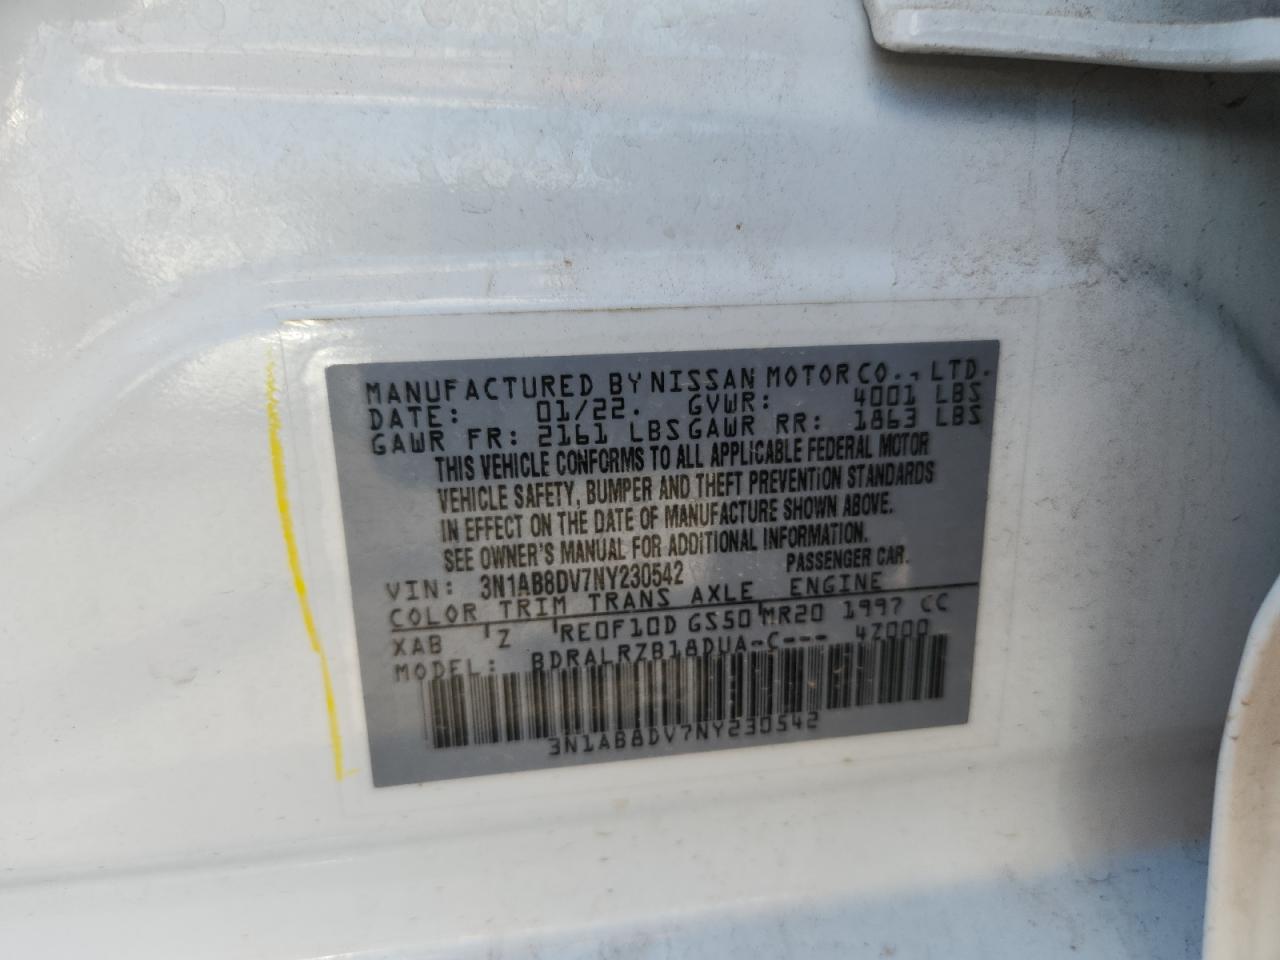 MANUFACTURED BY NISSAN MOTOR CO., LTD.
DATE: 01/22. GVWR: 4001 LBS
GAWR FR: 2161 LBS GAWR RR: 1863 LBS
THIS VEHICLE CONFORMS TO ALL APPLICABLE FEDERAL MOTOR
VEHICLE SAFETY, BUMPER AND THEFT PREVENTION STANDARDS
IN EFFECT ON THE DATE OF MANUFACTURE SHOWN ABOVE.
SEE OWNER'S MANUAL FOR ADDITIONAL INFORMATION.
VIN: 3N1AB8DV7NY230542 PASSENGER CAR.
COLOR TRIM TRANS AXLE ENGINE
XAB Z RE0F10D GS50 MR20 1997 CC
MODEL: BDRALRZB18DUA-C--- 4Z000
3N1AB8DV7NY230542